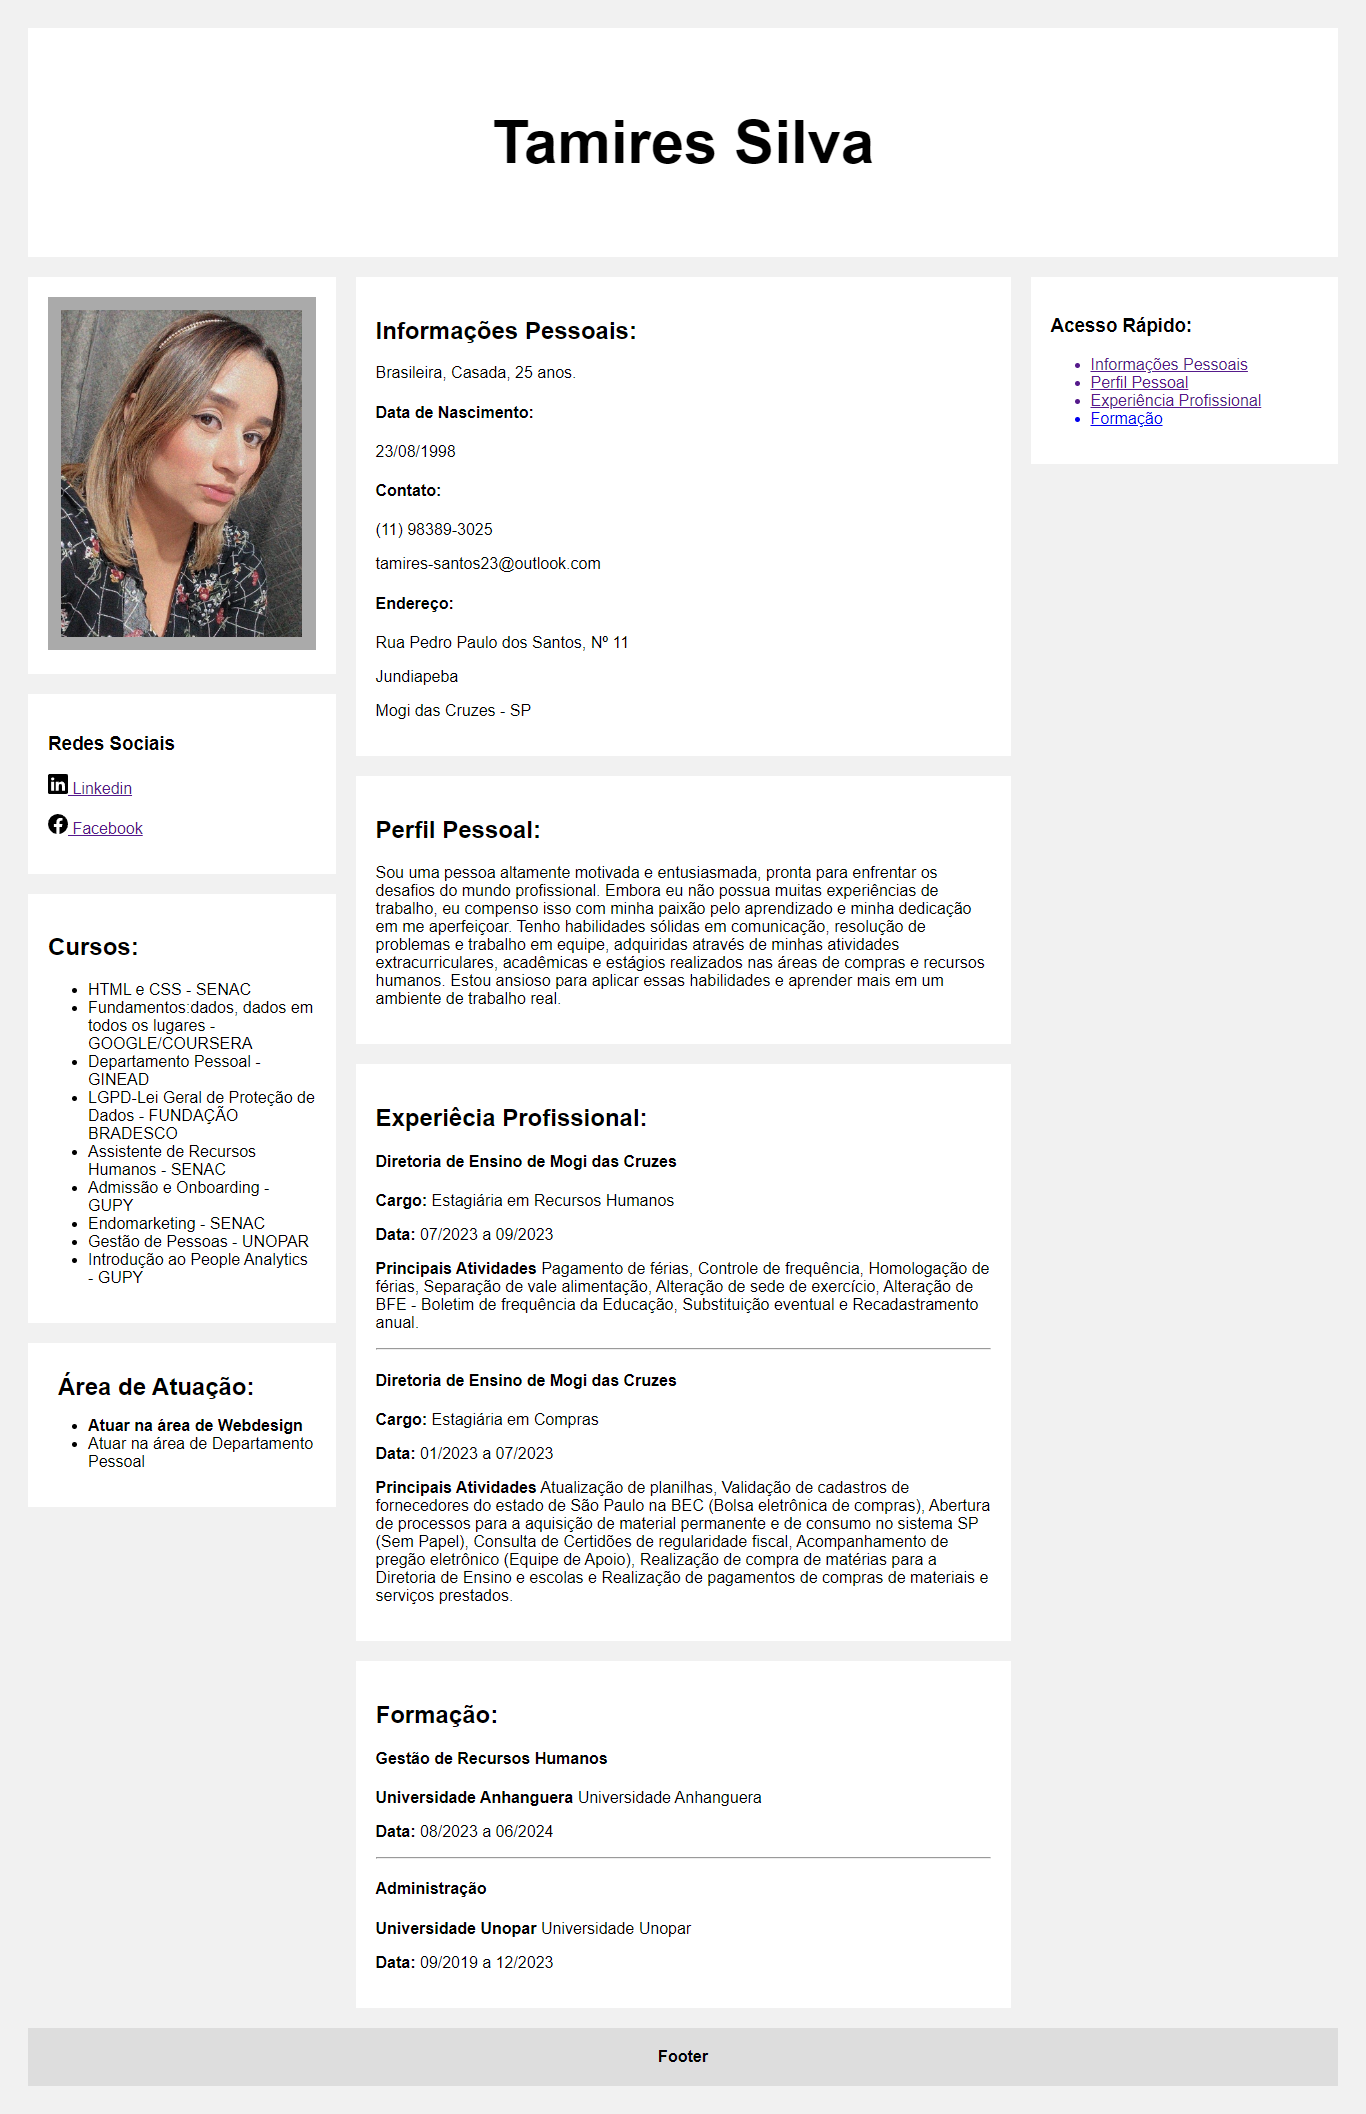 Tamires Silva
Redes Sociais
Linkedin
Facebook
Cursos:
HTML e CSS - SENAC
Fundamentos:dados, dados em
todos os lugares -
GOOGLE/COURSERA
Departamento Pessoal -
GINEAD
LGPD-Lei Geral de Proteção de
Dados - FUNDAÇÃO
BRADESCO
Assistente de Recursos
Humanos - SENAC
Admissão e Onboarding -
GUPY
Endomarketing - SENAC
Gestão de Pessoas - UNOPAR
Introdução ao People Analytics
- GUPY
Área de Atuação:
Atuar na área de Webdesign
Atuar na área de Departamento
Pessoal
Informações Pessoais:
Brasileira, Casada, 25 anos.
Data de Nascimento:
23/08/1998
Contato:
(11) 98389-3025
tamires-santos23@outlook.com
Endereço:
Rua Pedro Paulo dos Santos, Nº 11
Jundiapeba
Mogi das Cruzes - SP
Perfil Pessoal:
Sou uma pessoa altamente motivada e entusiasmada, pronta para enfrentar os
desafios do mundo profissional. Embora eu não possua muitas experiências de
trabalho, eu compenso isso com minha paixão pelo aprendizado e minha dedicação
em me aperfeiçoar. Tenho habilidades sólidas em comunicação, resolução de
problemas e trabalho em equipe, adquiridas através de minhas atividades
extracurriculares, acadêmicas e estágios realizados nas áreas de compras e recursos
humanos. Estou ansioso para aplicar essas habilidades e aprender mais em um
ambiente de trabalho real.
Experiêcia Profissional:
Diretoria de Ensino de Mogi das Cruzes
Cargo: Estagiária em Recursos Humanos
Data: 07/2023 a 09/2023
Principais Atividades Pagamento de férias, Controle de frequência, Homologação de
férias, Separação de vale alimentação, Alteração de sede de exercício, Alteração de
BFE - Boletim de frequência da Educação, Substituição eventual e Recadastramento
anual.
Diretoria de Ensino de Mogi das Cruzes
Cargo: Estagiária em Compras
Data: 01/2023 a 07/2023
Principais Atividades Atualização de planilhas, Validação de cadastros de
fornecedores do estado de São Paulo na BEC (Bolsa eletrônica de compras), Abertura
de processos para a aquisição de material permanente e de consumo no sistema SP
(Sem Papel), Consulta de Certidões de regularidade fiscal, Acompanhamento de
pregão eletrônico (Equipe de Apoio), Realização de compra de matérias para a
Diretoria de Ensino e escolas e Realização de pagamentos de compras de materiais e
serviços prestados.
Formação:
Gestão de Recursos Humanos
Universidade Anhanguera Universidade Anhanguera
Data: 08/2023 a 06/2024
Administração
Universidade Unopar Universidade Unopar
Data: 09/2019 a 12/2023
Acesso Rápido:
Informações Pessoais
Perfil Pessoal
Experiência Profissional
Formação
Footer